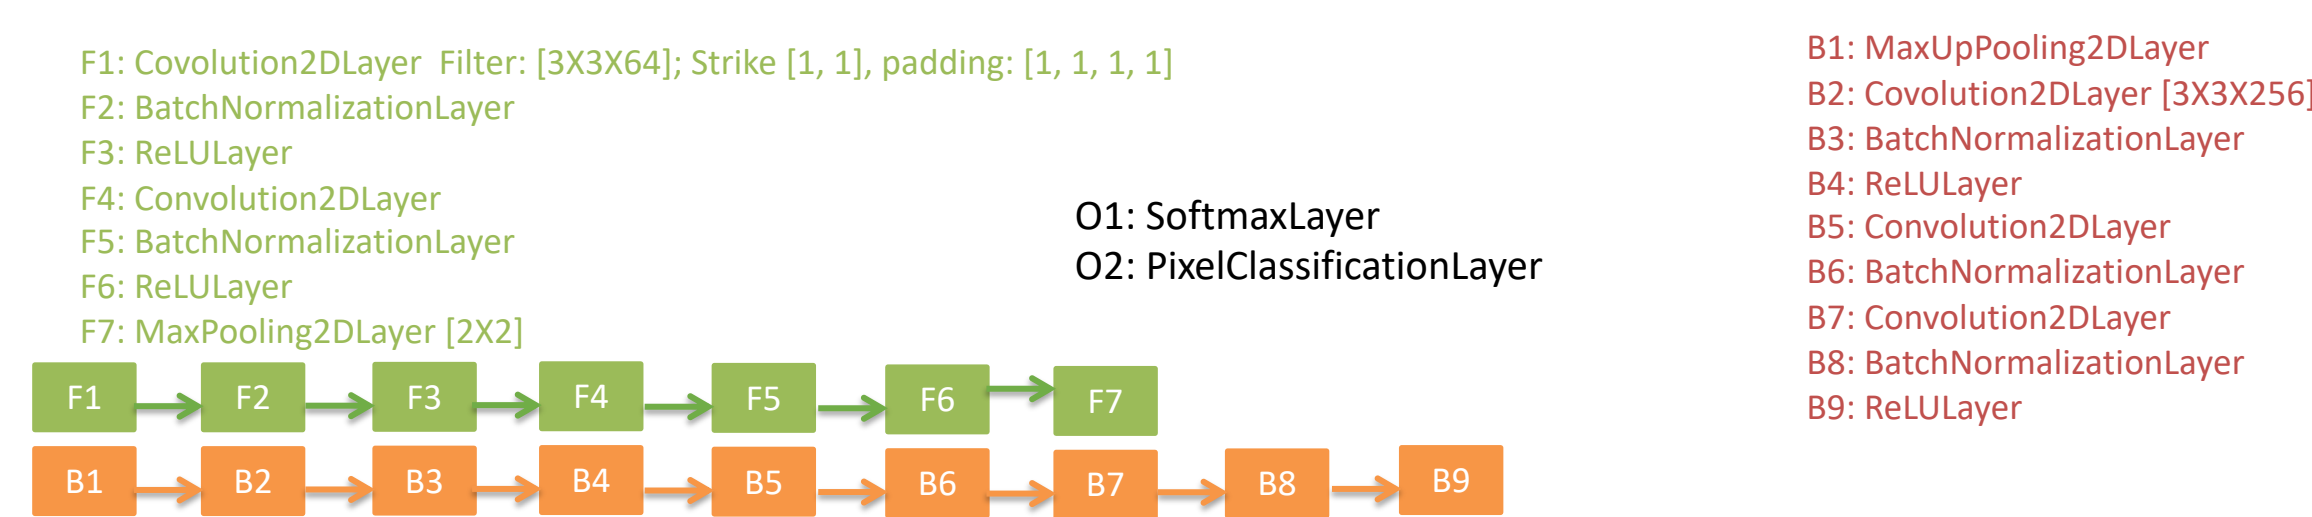 F1: Covolution2DLayer  Filter: [3X3X64]; Strike [1, 1], padding: [1, 1, 1, 1]
F2: BatchNormalizationLayer
F3: ReLULayer
F4: Convolution2DLayer
F5: BatchNormalizationLayer
F6: ReLULayer
F7: MaxPooling2DLayer [2X2]
O1: SoftmaxLayer
O2: PixelClassificationLayer
B1: MaxUpPooling2DLayer
B2: Covolution2DLayer [3X3X256]
B3: BatchNormalizationLayer
B4: ReLULayer
B5: Convolution2DLayer
B6: BatchNormalizationLayer
B7: Convolution2DLayer
B8: BatchNormalizationLayer
B9: ReLULayer
F1 F2 F3 F4 F5 F6 F7
B1 B2 B3 B4 B5 B6 B7 B8 B9